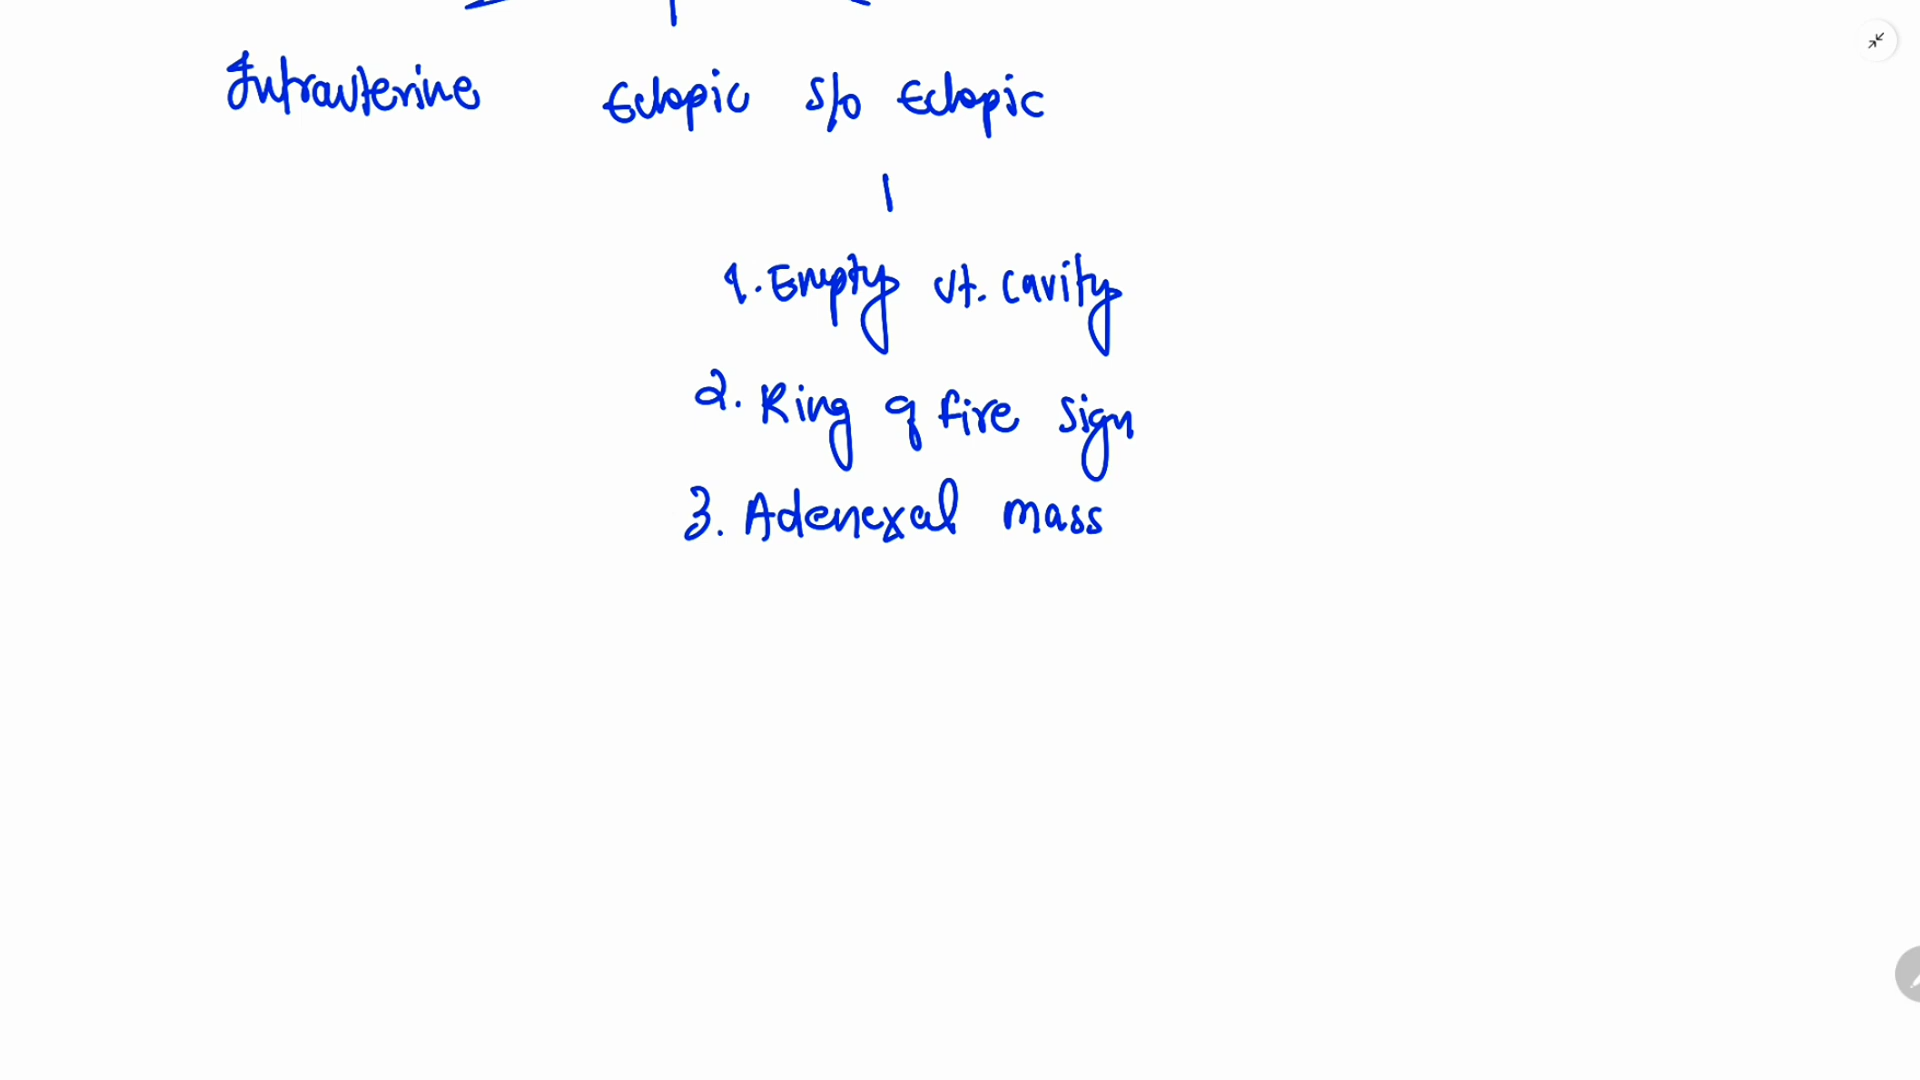 Intrauterine Ectopic s/o Ectopic
1. Empty ut. cavity
2. Ring of fire sign
3. Adenexal mass